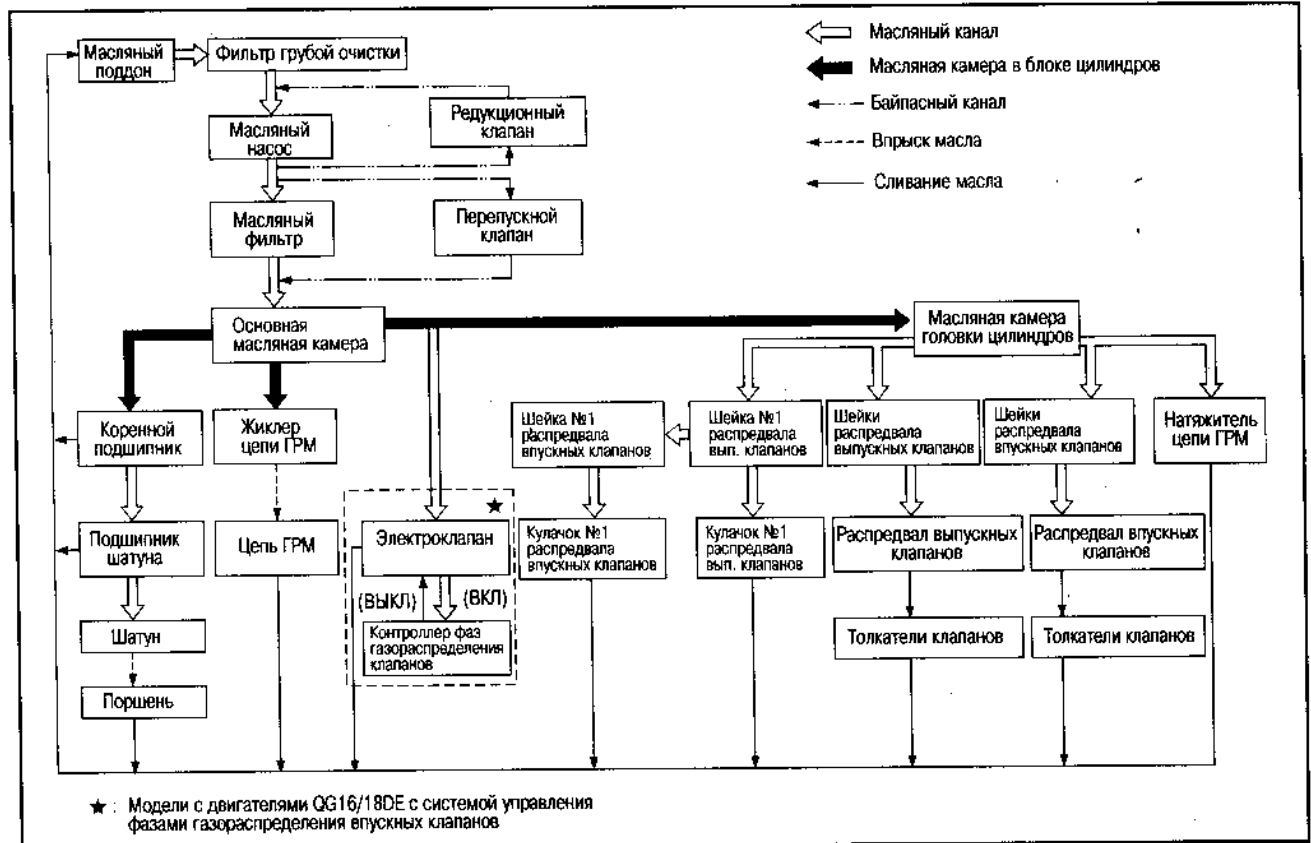 Масляный
поддон
Фильтр грубой очистки
Масляный канал
Масляная камера в блоке цилиндров
Байпасный канал
Впрыск масла
Сливание масла
Редукционный
клапан
Масляный
насос
Масляный
фильтр
Перепускной
клапан
Основная
масляная камера
Масляная камера
головки цилиндров
Коренной
подшипник
Жиклер
цепи ГРМ
Шейка №1
распредвала
впускных клапанов
Шейка №1
распредвала
вып. клапанов
Шейки
распредвала
выпускных клапанов
Шейки
распредвала
впускных клапанов
Натяжитель
цепи ГРМ
★
Подшипник
шатуна
Цепь ГРМ
Электроклапан
Кулачок №1
распредвала
впускных клапанов
Кулачок №1
распредвала
вып. клапанов
Распредвал выпускных
клапанов
Распредвал впускных
клапанов
(ВЫКЛ)
(ВКЛ)
Шатун
Контроллер фаз
газораспределения
клапанов
Толкатели клапанов
Толкатели клапанов
Поршень
★ : Модели с двигателями QG16/18DE с системой управления
фазами газораспределения впускных клапанов